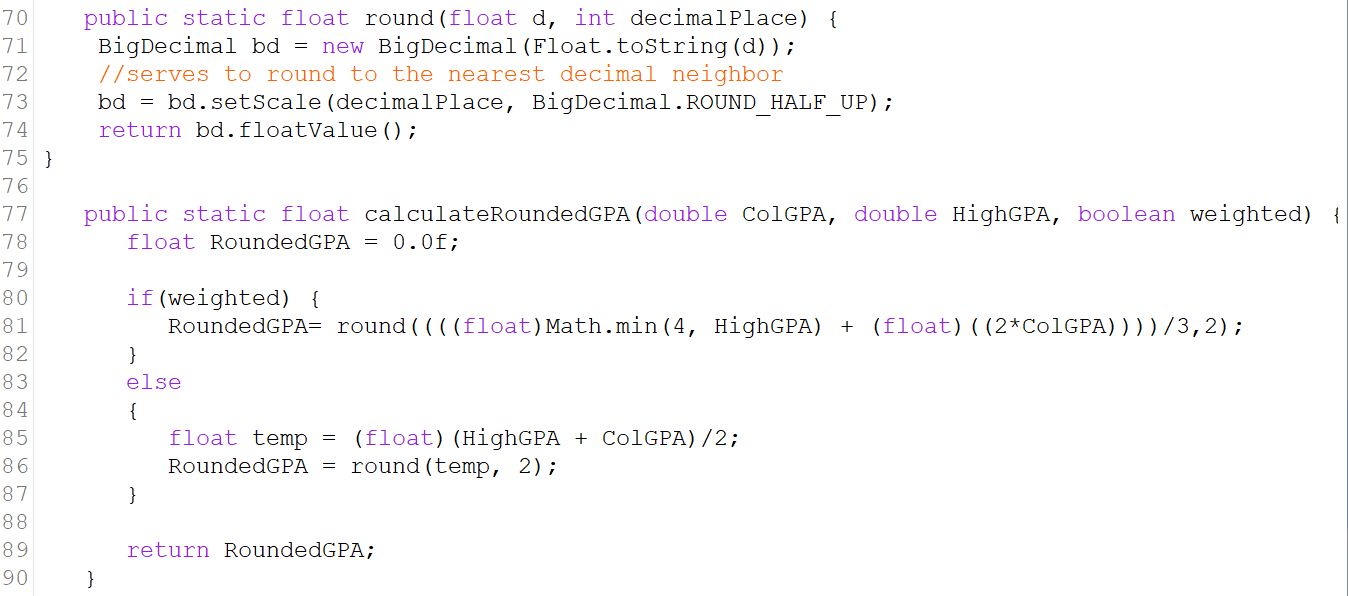 70 public static float round(float d, int decimalPlace) {
71 BigDecimal bd = new BigDecimal(Float.toString(d));
72 //serves to round to the nearest decimal neighbor
73 bd = bd.setScale(decimalPlace, BigDecimal.ROUND_HALF_UP);
74 return bd.floatValue();
75 }
76
77 public static float calculateRoundedGPA(double ColGPA, double HighGPA, boolean weighted) {
78 float RoundedGPA = 0.0f;
79
80 if(weighted) {
81 RoundedGPA= round((((float)Math.min(4, HighGPA) + (float)((2*ColGPA))))/3,2);
82 }
83 else
84 {
85 float temp = (float)(HighGPA + ColGPA)/2;
86 RoundedGPA = round(temp, 2);
87 }
88
89 return RoundedGPA;
90 }